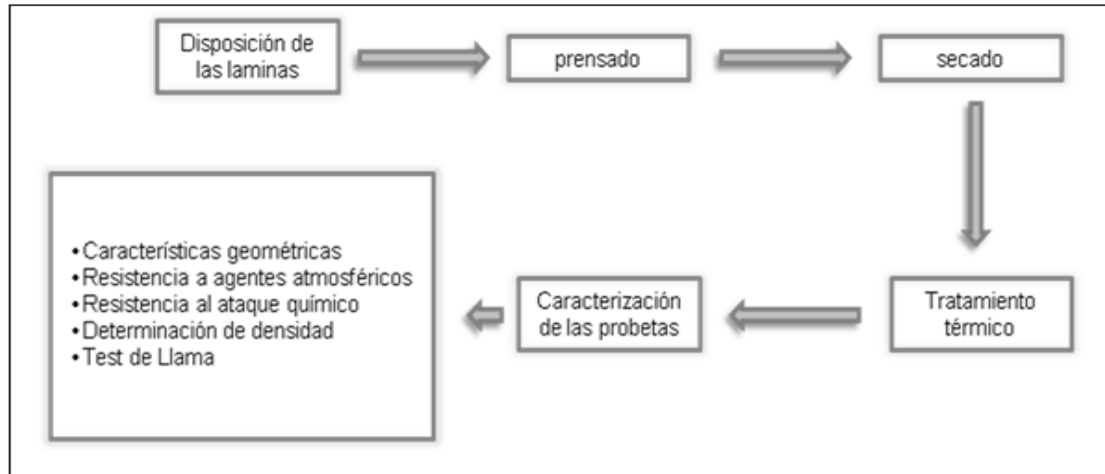 Disposición de
las laminas
prensado
secado
Tratamiento
térmico
Caracterización
de las probetas
•Características geométricas
•Resistencia a agentes atmosféricos
•Resistencia al ataque químico
•Determinación de densidad
•Test de Llama